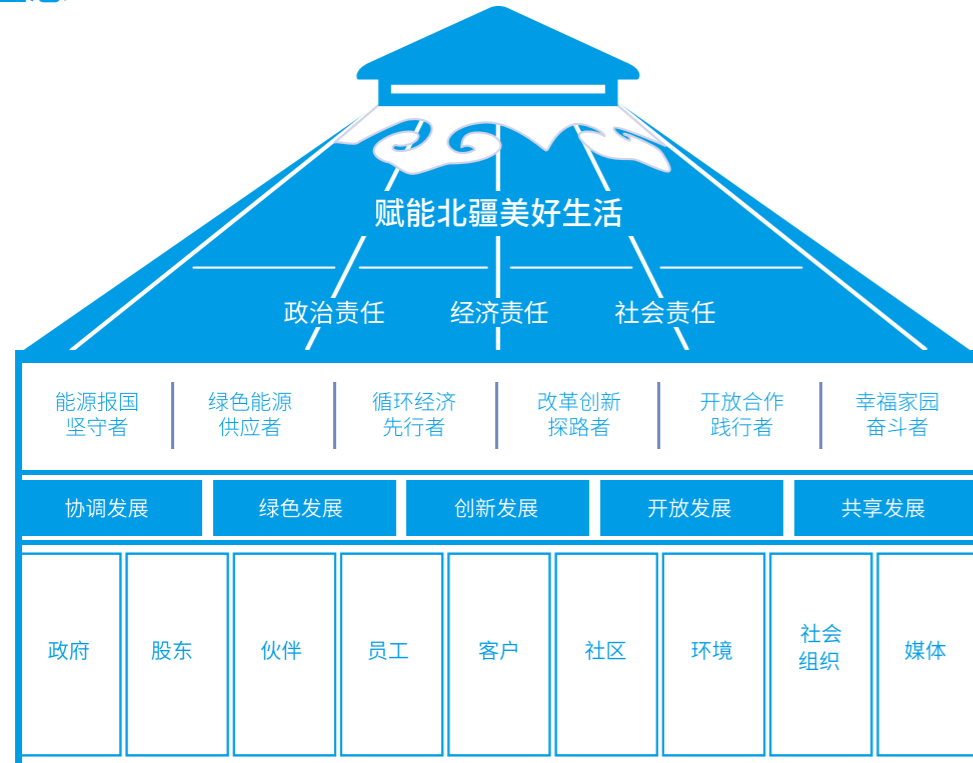 赋能北疆美好生活
政治责任 经济责任 社会责任
能源报国
坚守者
绿色能源
供应者
循环经济
先行者
改革创新
探路者
开放合作
践行者
幸福家园
奋斗者
协调发展 绿色发展 创新发展 开放发展 共享发展
政府 股东 伙伴 员工 客户 社区 环境
社会
组织
媒体